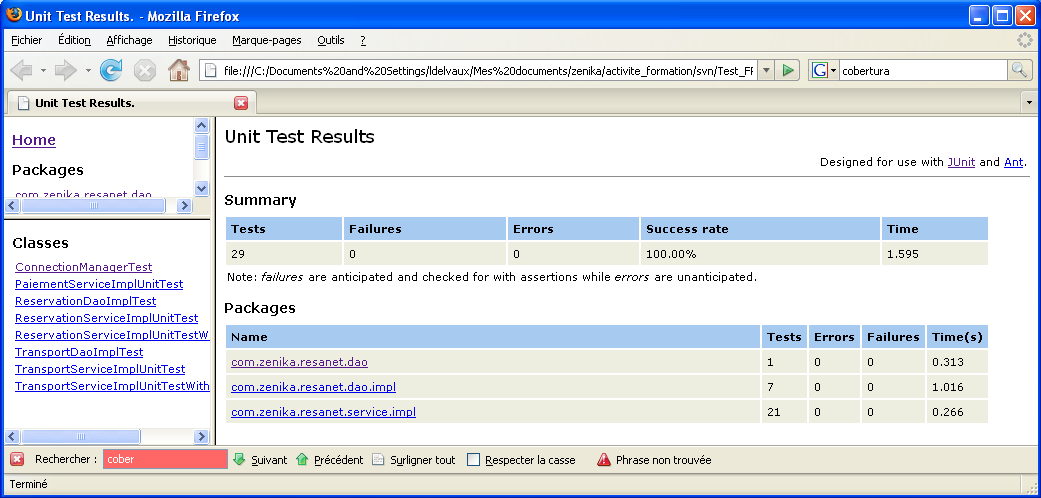 Unit Test Results. - Mozilla Firefox
Fichier Édition Affichage Historique Marque-pages Outils ?
file:///C:/Documents%20and%20Settings/ldelvaux/Mes%20documents/zenika/activite_formation/svn/Test_FF
G cobertura
Unit Test Results.
Home
Packages
com.zenika.resanet.dao
Classes
ConnectionManagerTest
PaiementServiceImplUnitTest
ReservationDaoImplTest
ReservationServiceImplUnitTest
ReservationServiceImplUnitTestW
TransportDaoImplTest
TransportServiceImplUnitTest
TransportServiceImplUnitTestWith
Unit Test Results
Designed for use with JUnit and Ant.
Summary
Tests Failures Errors Success rate Time
29 0 0 100.00% 1.595
Note: failures are anticipated and checked for with assertions while errors are unanticipated.
Packages
Name Tests Errors Failures Time(s)
com.zenika.resanet.dao 1 0 0 0.313
com.zenika.resanet.dao.impl 7 0 0 1.016
com.zenika.resanet.service.impl 21 0 0 0.266
Rechercher : cober Suivant Précédent Surligner tout Respecter la casse Phrase non trouvée
Terminé